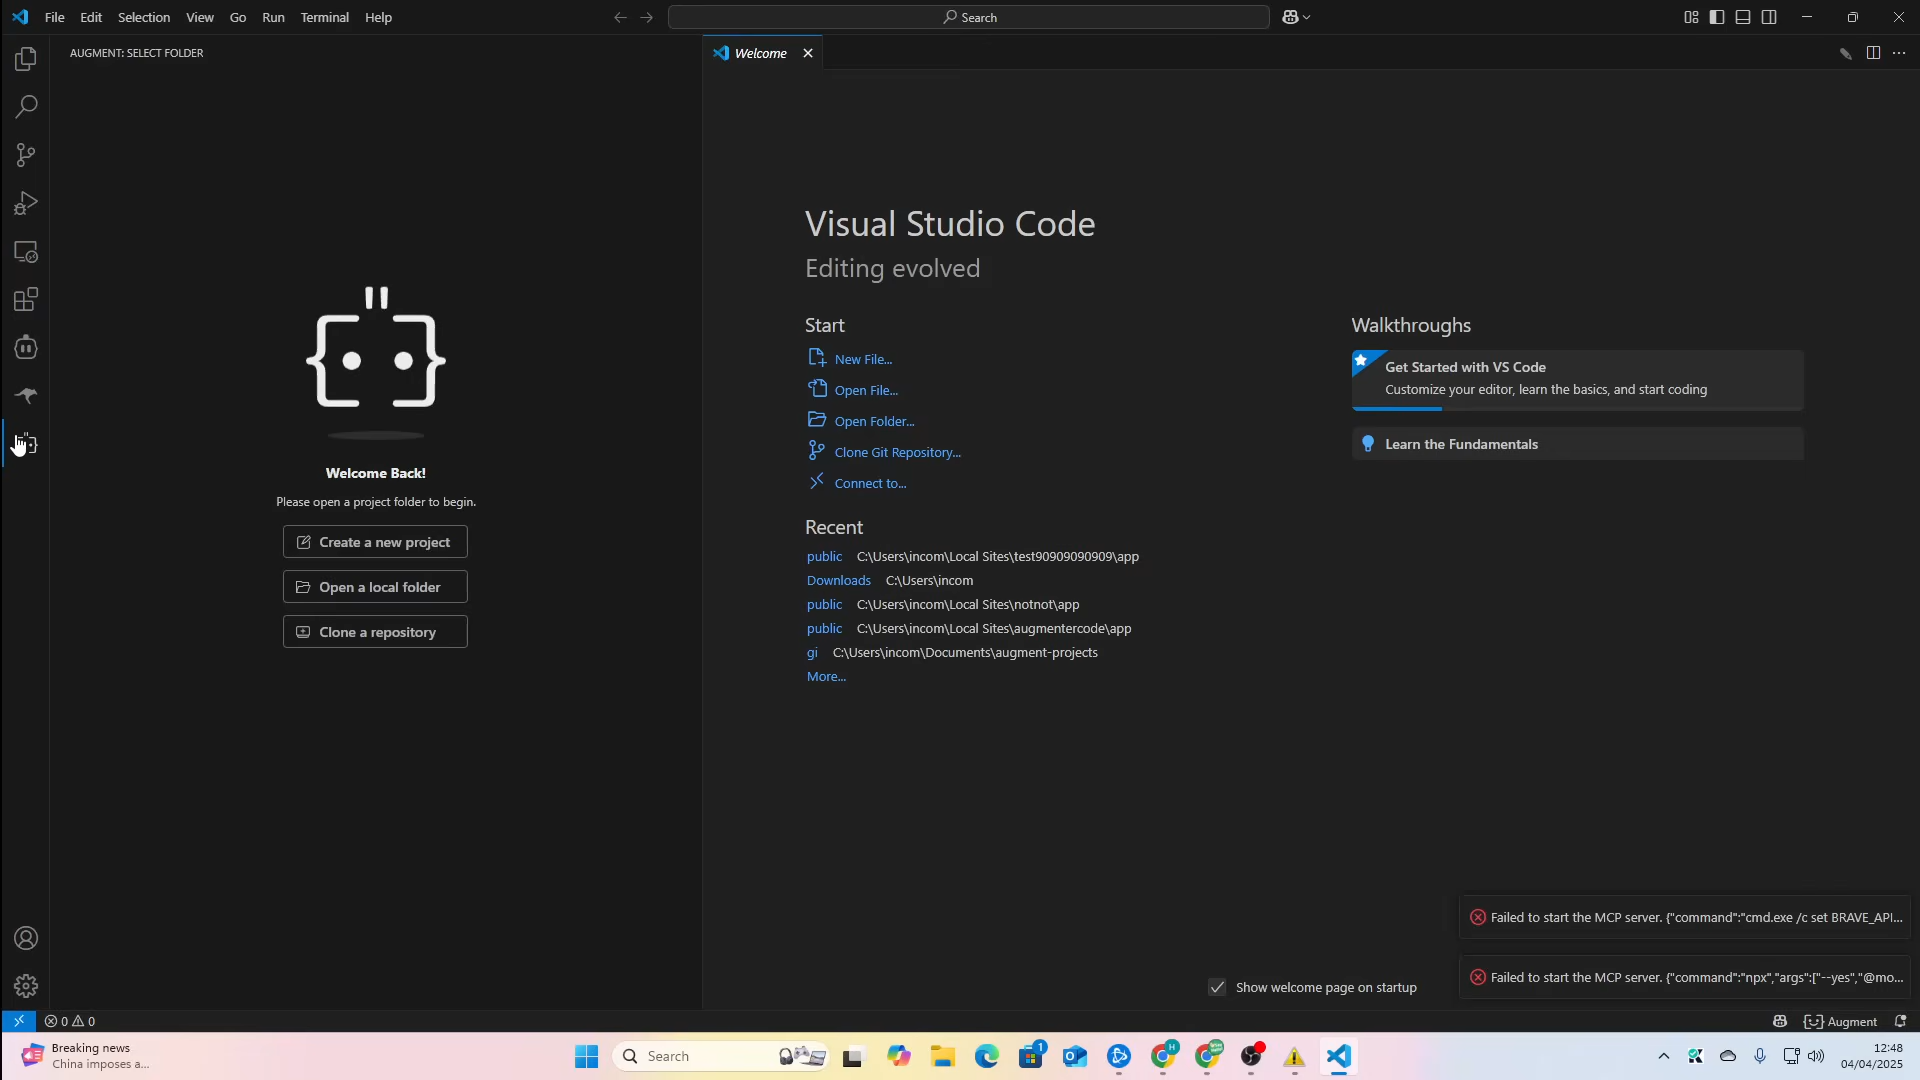 File Edit Selection View Go Run Terminal Help
Search
AUGMENT: SELECT FOLDER
Welcome
Visual Studio Code
Editing evolved
Start
New File...
Open File...
Open Folder...
Clone Git Repository...
Connect to...
Walkthroughs
Get Started with VS Code
Customize your editor, learn the basics, and start coding
Learn the Fundamentals
Welcome Back!
Please open a project folder to begin.
Create a new project
Open a local folder
Clone a repository
Recent
public C:\Users\incom\Local Sites\test90909090909\app
Downloads C:\Users\incom
public C:\Users\incom\Local Sites\notnot\app
public C:\Users\incom\Local Sites\augmentercode\app
gi C:\Users\incom\Documents\augment-projects
More...
Failed to start the MCP server. {"command":"cmd.exe /c set BRAVE_API...
Failed to start the MCP server. {"command":"npx","args":["--yes","@mo...
Show welcome page on startup
0 0
Augment
Breaking news
China imposes a...
Search
1
H
12:48
04/04/2025